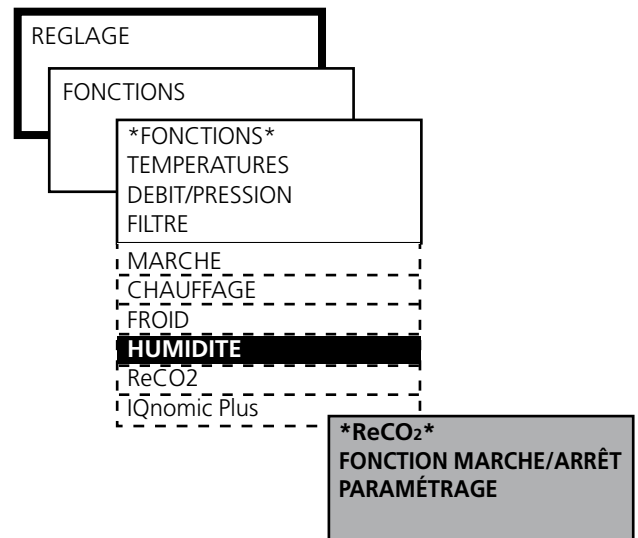 REGLAGE
FONCTIONS
*FONCTIONS*
TEMPERATURES
DEBIT/PRESSION
FILTRE
MARCHE
CHAUFFAGE
FROID
HUMIDITE
ReCO2
IQnomic Plus
*ReCO₂*
FONCTION MARCHE/ARRÊT
PARAMÉTRAGE